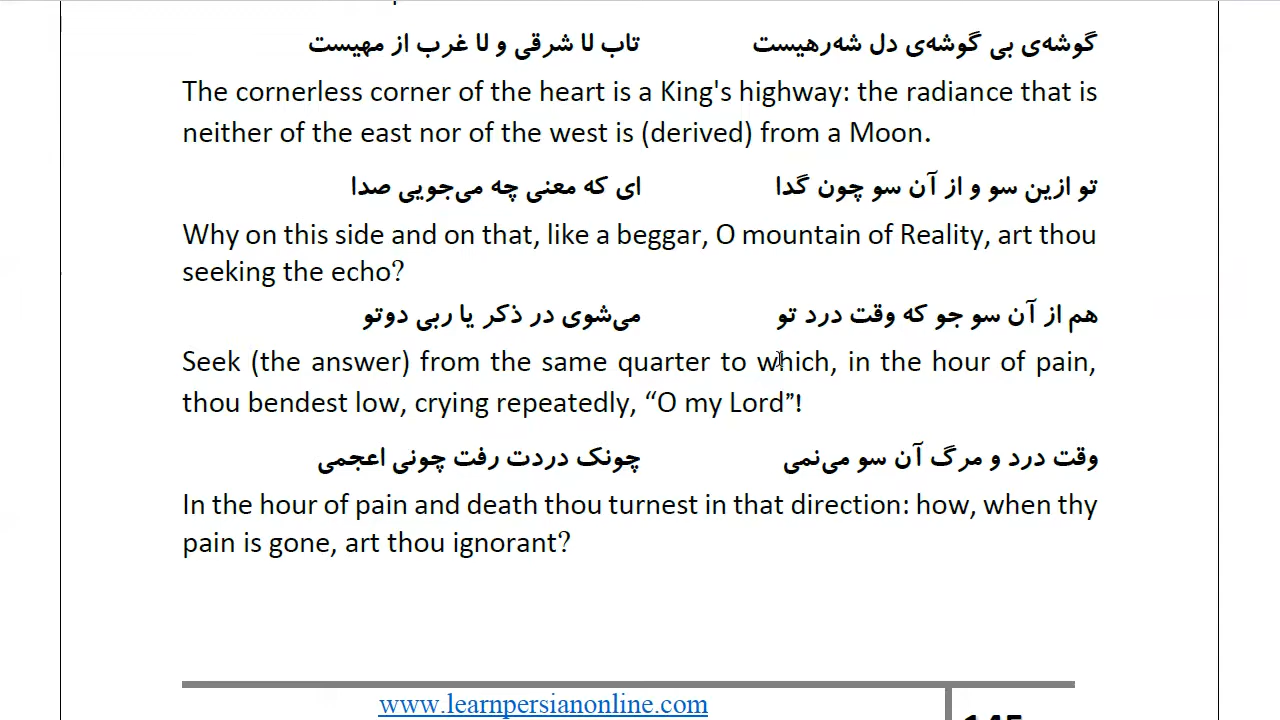 گوشه‌ی بی گوشه‌ی دل شه‌رهیست تاب لا شرقی و لا غرب از مهیست
The cornerless corner of the heart is a King's highway: the radiance that is
neither of the east nor of the west is (derived) from a Moon.
تو ازین سو و از آن سو چون گدا ای که معنی چه می‌جویی صدا
Why on this side and on that, like a beggar, O mountain of Reality, art thou
seeking the echo?
هم از آن سو جو که وقت درد تو می‌شوی در ذکر یا ربی دوتو
Seek (the answer) from the same quarter to which, in the hour of pain,
thou bendest low, crying repeatedly, “O my Lord”!
وقت درد و مرگ آن سو می‌نمی چونک دردت رفت چونی اعجمی
In the hour of pain and death thou turnest in that direction: how, when thy
pain is gone, art thou ignorant?
www.learnpersianonline.com